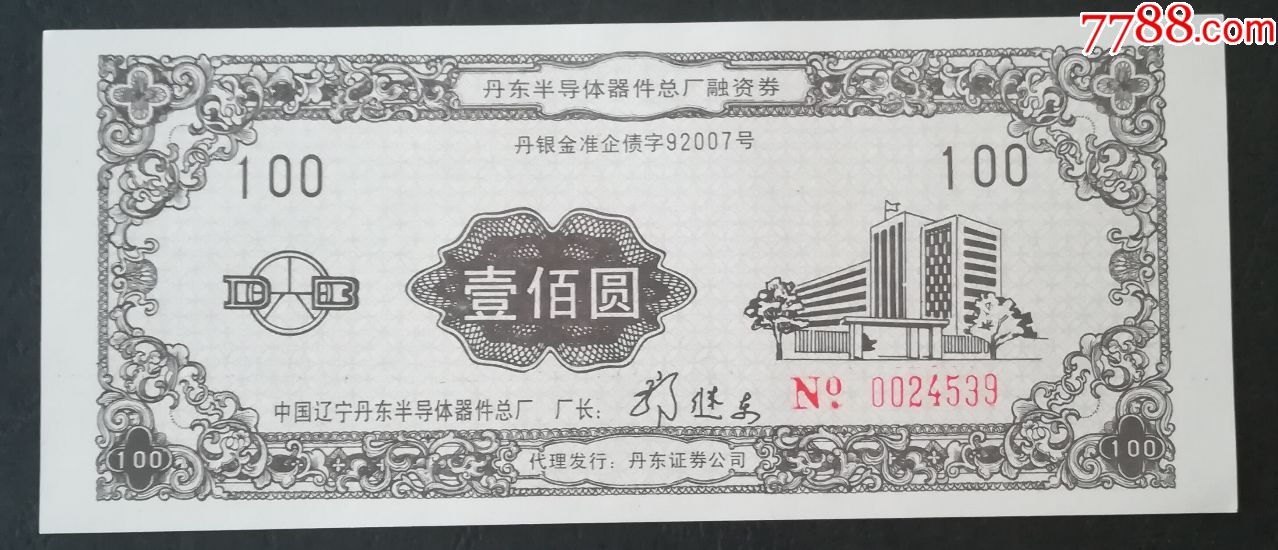 7788.com
丹东半导体器件总厂融资券
丹银金准企债字92007号
100
100
DB
壹佰圆
No 0024539
中国辽宁丹东半导体器件总厂 厂长：
100
代理发行：丹东证券公司
100